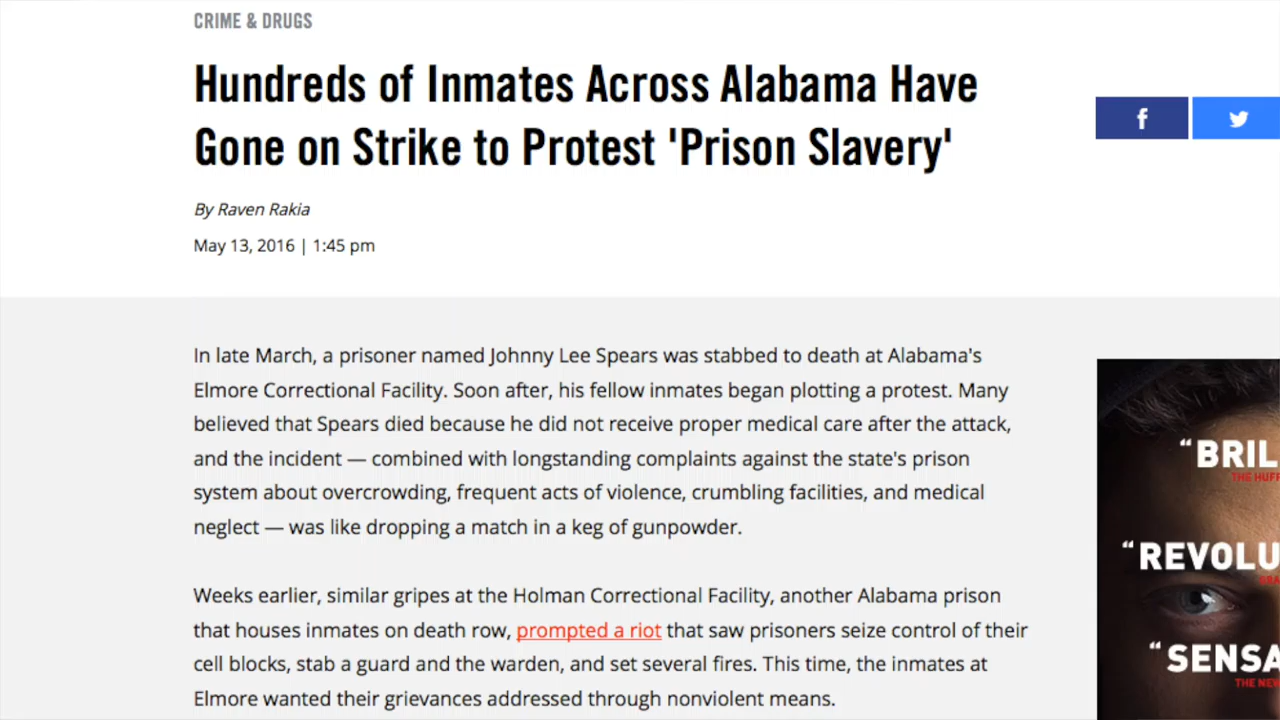 CRIME & DRUGS
Hundreds of Inmates Across Alabama Have
Gone on Strike to Protest 'Prison Slavery'
By Raven Rakia
May 13, 2016 | 1:45 pm
f
In late March, a prisoner named Johnny Lee Spears was stabbed to death at Alabama's
Elmore Correctional Facility. Soon after, his fellow inmates began plotting a protest. Many
believed that Spears died because he did not receive proper medical care after the attack,
and the incident — combined with longstanding complaints against the state's prison
system about overcrowding, frequent acts of violence, crumbling facilities, and medical
neglect — was like dropping a match in a keg of gunpowder.
Weeks earlier, similar gripes at the Holman Correctional Facility, another Alabama prison
that houses inmates on death row, prompted a riot that saw prisoners seize control of their
cell blocks, stab a guard and the warden, and set several fires. This time, the inmates at
Elmore wanted their grievances addressed through nonviolent means.
“BRIL
THE HUFF
“REVOLU
“SENSA
THE NEW